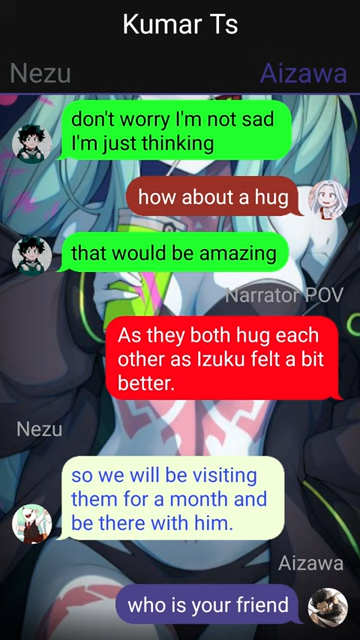 Kumar Ts
Nezu
Aizawa
don't worry I'm not sad
I'm just thinking
how about a hug
that would be amazing
Narrator POV
As they both hug each
other as Izuku felt a bit
better.
Nezu
so we will be visiting
them for a month and
be there with him.
Aizawa
who is your friend